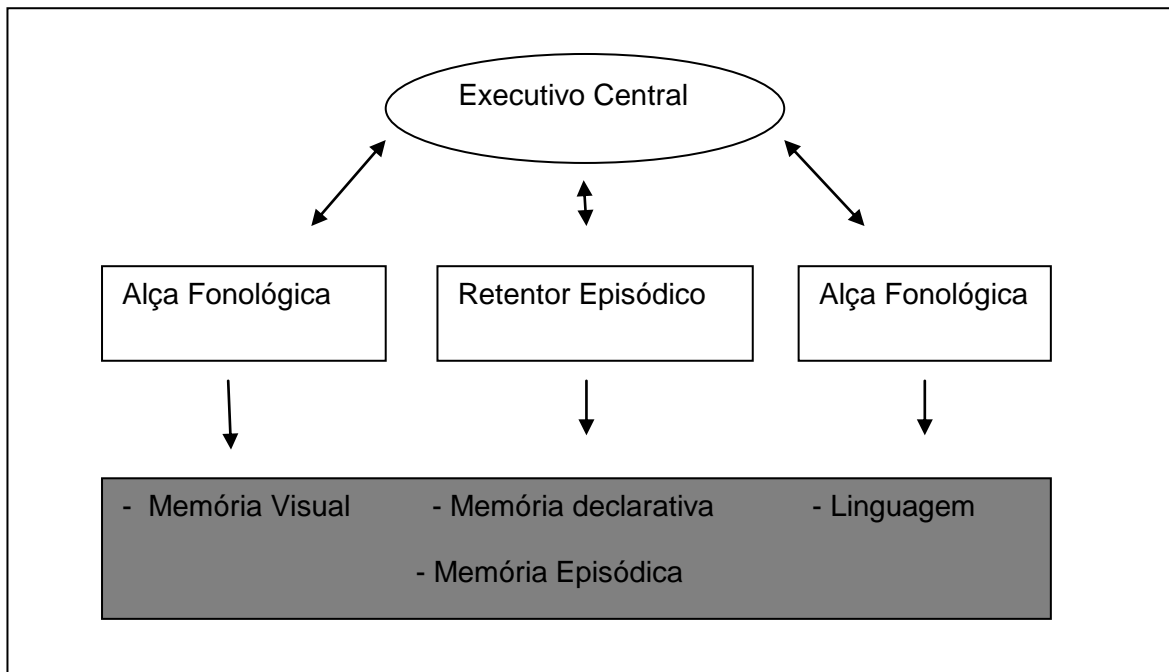 Executivo Central
Alça Fonológica
Retentor Episódico
Alça Fonológica
- Memória Visual
- Memória declarativa
- Linguagem
- Memória Episódica